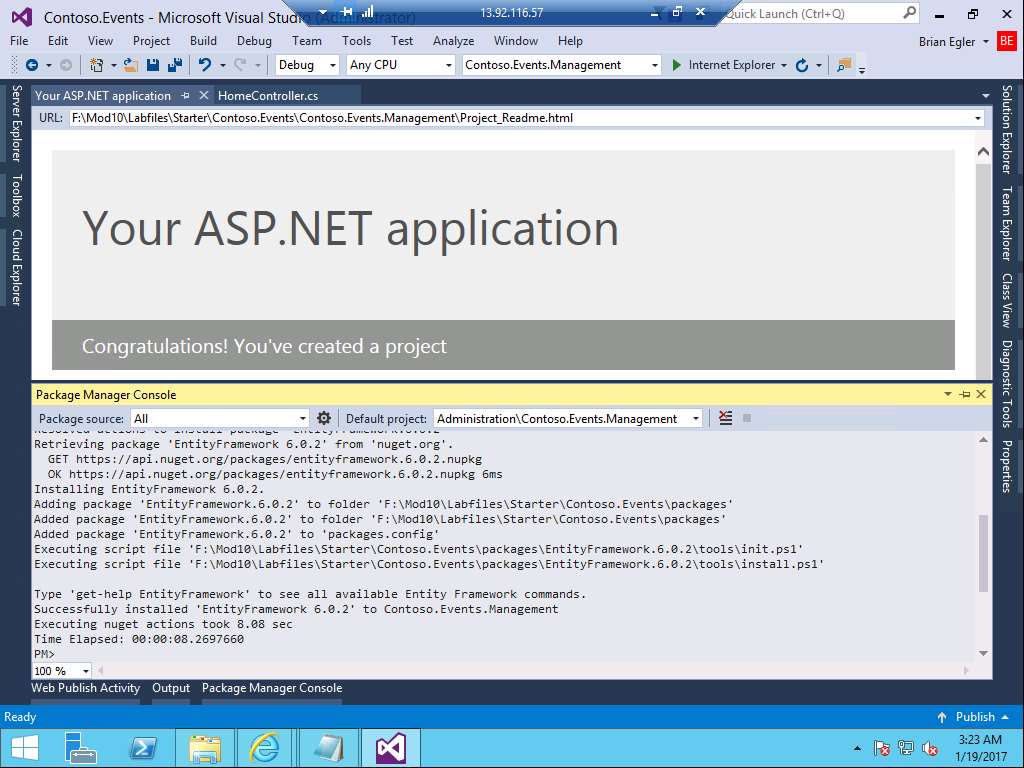 Contoso.Events - Microsoft Visual Studio (Administrator)
13.92.116.57
Quick Launch (Ctrl+Q)
File Edit View Project Build Debug Team Tools Test Analyze Window Help
Brian Egler BE
Debug Any CPU Contoso.Events.Management Internet Explorer
Your ASP.NET application HomeController.cs
URL: F:\Mod10\Labfiles\Starter\Contoso.Events\Contoso.Events.Management\Project_Readme.html
Server Explorer
Toolbox
Cloud Explorer
Solution Explorer
Team Explorer
Class View
Diagnostic Tools
Properties
Your ASP.NET application
Congratulations! You've created a project
Package Manager Console
Package source: All Default project: Administration\Contoso.Events.Management
Resolved actions to install package 'EntityFramework.6.0.2'
Retrieving package 'EntityFramework 6.0.2' from 'nuget.org'.
GET https://api.nuget.org/packages/entityframework.6.0.2.nupkg
OK https://api.nuget.org/packages/entityframework.6.0.2.nupkg 6ms
Installing EntityFramework 6.0.2.
Adding package 'EntityFramework.6.0.2' to folder 'F:\Mod10\Labfiles\Starter\Contoso.Events\packages'
Added package 'EntityFramework.6.0.2' to folder 'F:\Mod10\Labfiles\Starter\Contoso.Events\packages'
Added package 'EntityFramework.6.0.2' to 'packages.config'
Executing script file 'F:\Mod10\Labfiles\Starter\Contoso.Events\packages\EntityFramework.6.0.2\tools\init.ps1'
Executing script file 'F:\Mod10\Labfiles\Starter\Contoso.Events\packages\EntityFramework.6.0.2\tools\install.ps1'
Type 'get-help EntityFramework' to see all available Entity Framework commands.
Successfully installed 'EntityFramework 6.0.2' to Contoso.Events.Management
Executing nuget actions took 8.08 sec
Time Elapsed: 00:00:08.2697660
PM>
100 %
Web Publish Activity Output Package Manager Console
Ready
Publish
3:23 AM
1/19/2017